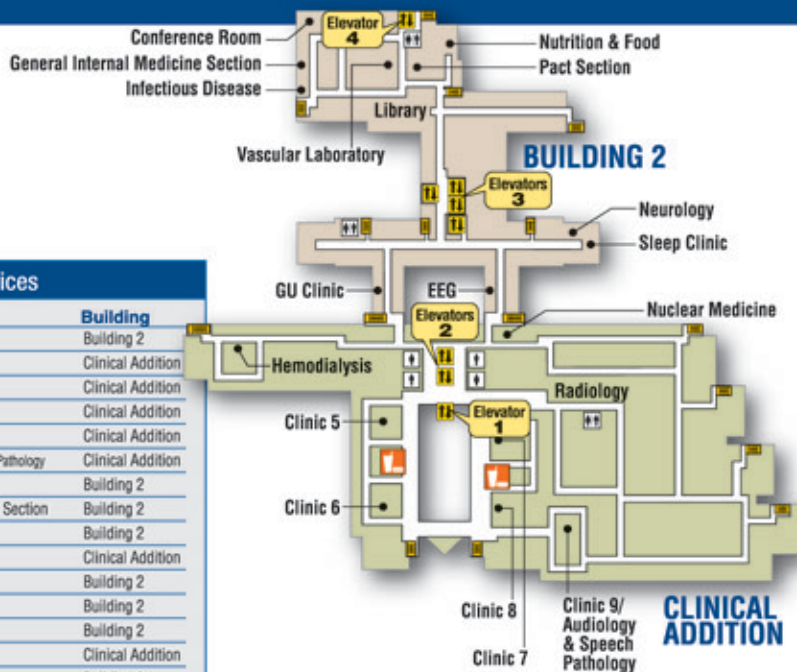 Conference Room
Elevator
4
General Internal Medicine Section
Infectious Disease
Nutrition & Food
Pact Section
Library
Vascular Laboratory
BUILDING 2
Elevators
3
Neurology
Sleep Clinic
GU Clinic
EEG
Nuclear Medicine
Elevators
2
Hemodialysis
Radiology
Clinic 5
Elevator
1
Clinic 6
Clinic 8
Clinic 7
Clinic 9/
Audiology
& Speech
Pathology
CLINICAL
ADDITION
ices
Building
Building 2
Clinical Addition
Clinical Addition
Clinical Addition
Clinical Addition
Pathology Clinical Addition
Building 2
Section Building 2
Building 2
Clinical Addition
Building 2
Building 2
Building 2
Clinical Addition